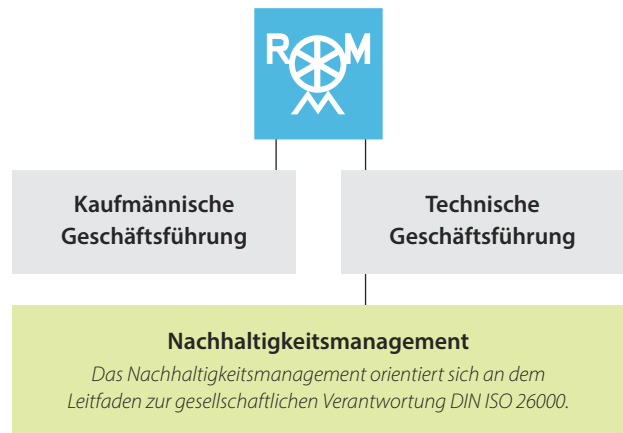 R M
Kaufmännische
Geschäftsführung
Technische
Geschäftsführung
Nachhaltigkeitsmanagement
Das Nachhaltigkeitsmanagement orientiert sich an dem
Leitfaden zur gesellschaftlichen Verantwortung DIN ISO 26000.